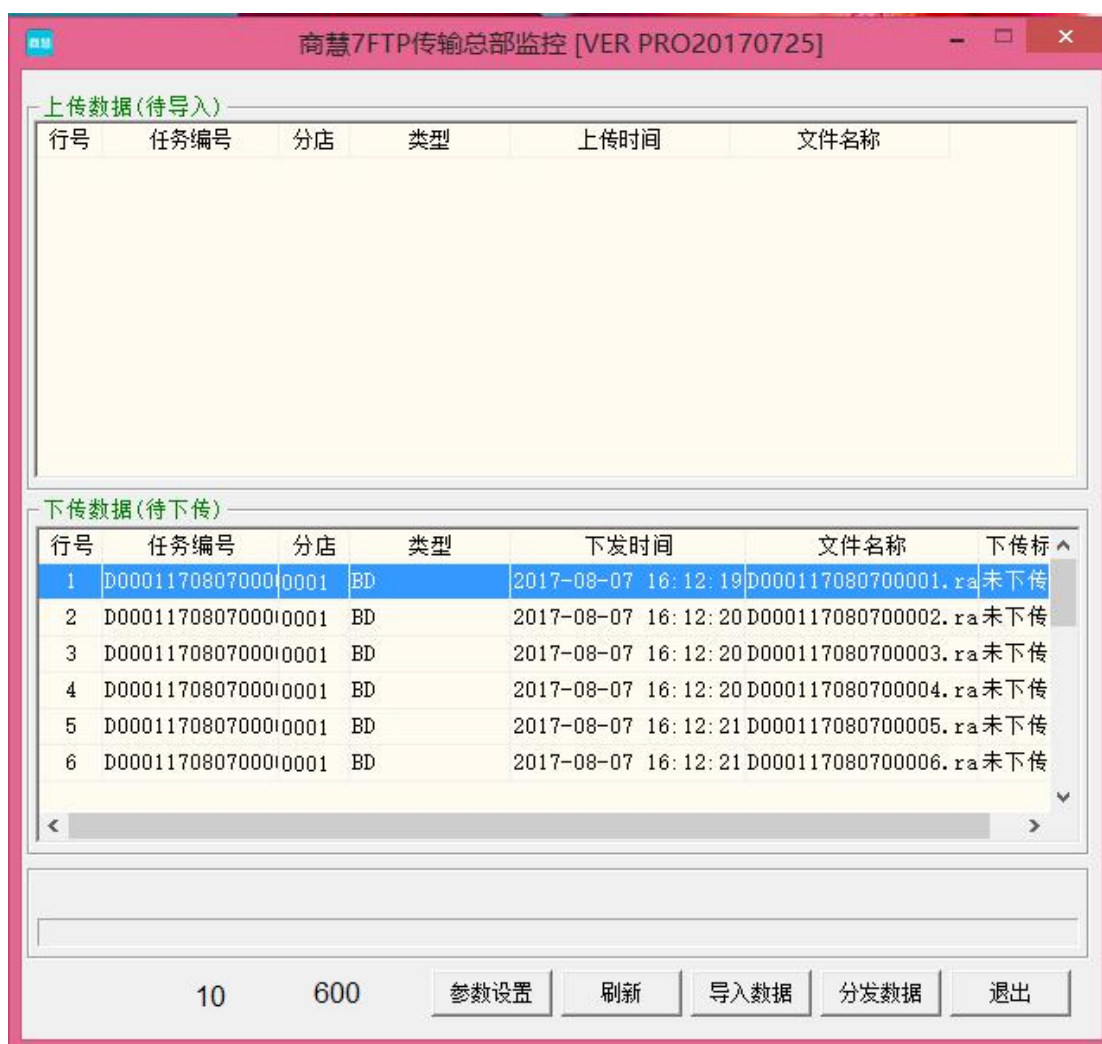 商慧 商慧7FTP传输总部监控 [VER PRO20170725]
上传数据(待导入)
行号 任务编号 分店 类型 上传时间 文件名称
下传数据(待下传)
行号 任务编号 分店 类型 下发时间 文件名称 下传标
1 D0001170807000 0001 BD 2017-08-07 16:12:19 D000117080700001.ra 未下传
2 D0001170807000 0001 BD 2017-08-07 16:12:20 D000117080700002.ra 未下传
3 D0001170807000 0001 BD 2017-08-07 16:12:20 D000117080700003.ra 未下传
4 D0001170807000 0001 BD 2017-08-07 16:12:20 D000117080700004.ra 未下传
5 D0001170807000 0001 BD 2017-08-07 16:12:21 D000117080700005.ra 未下传
6 D0001170807000 0001 BD 2017-08-07 16:12:21 D000117080700006.ra 未下传
10 600 参数设置 刷新 导入数据 分发数据 退出